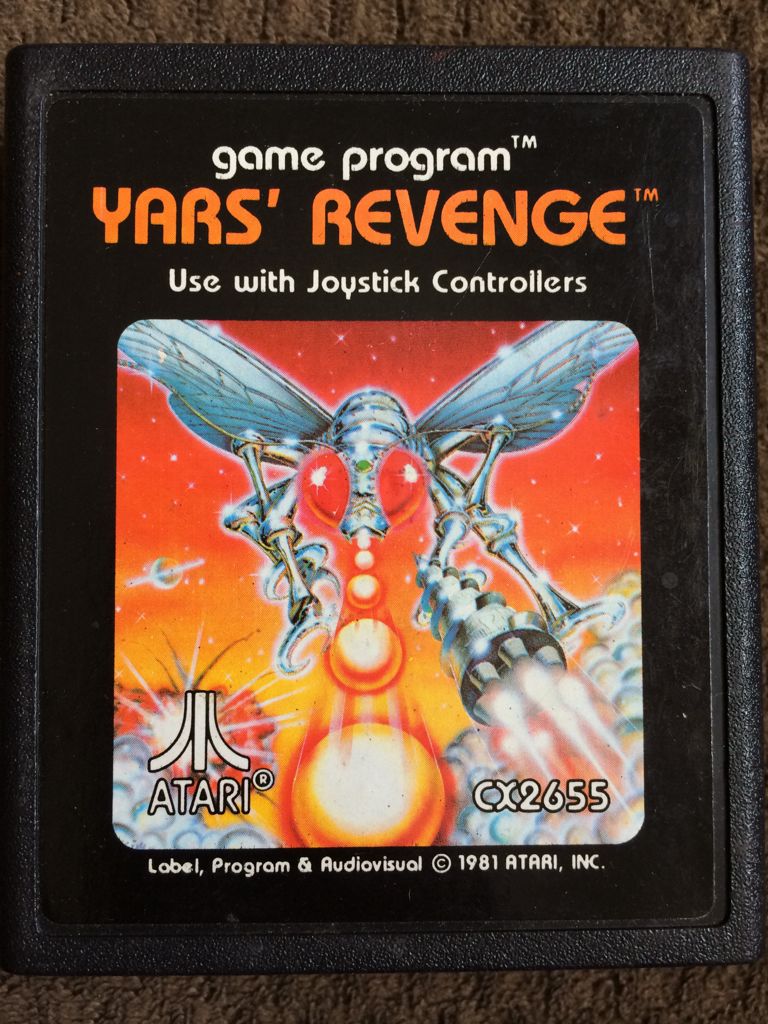 game program™
YARS' REVENGE™
Use with Joystick Controllers
ATARI®
CX2655
Label, Program & Audiovisual © 1981 ATARI, INC.